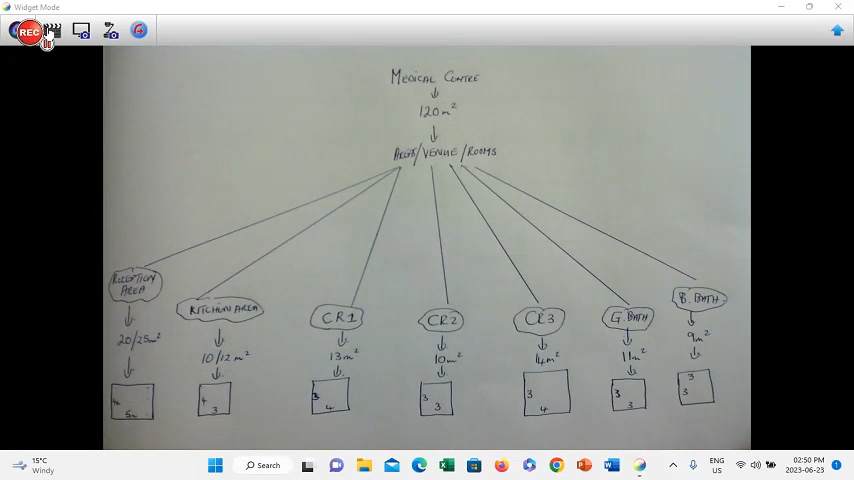 Widget Mode
REC
MEDICAL CENTRE
120m²
AREA/VENUE/ROOMS
RECEPTION
AREA
KITCHEN AREA
CR1
CR2
CR3
G.BATH
B.BATH
20/25m²
10/12m²
13m²
10m²
14m²
11m²
9m²
4
5
4
3
3
4
3
3
3
4
3
3
3
3
15°C
Windy
Search
ENG
US
02:50 PM
2023-06-23